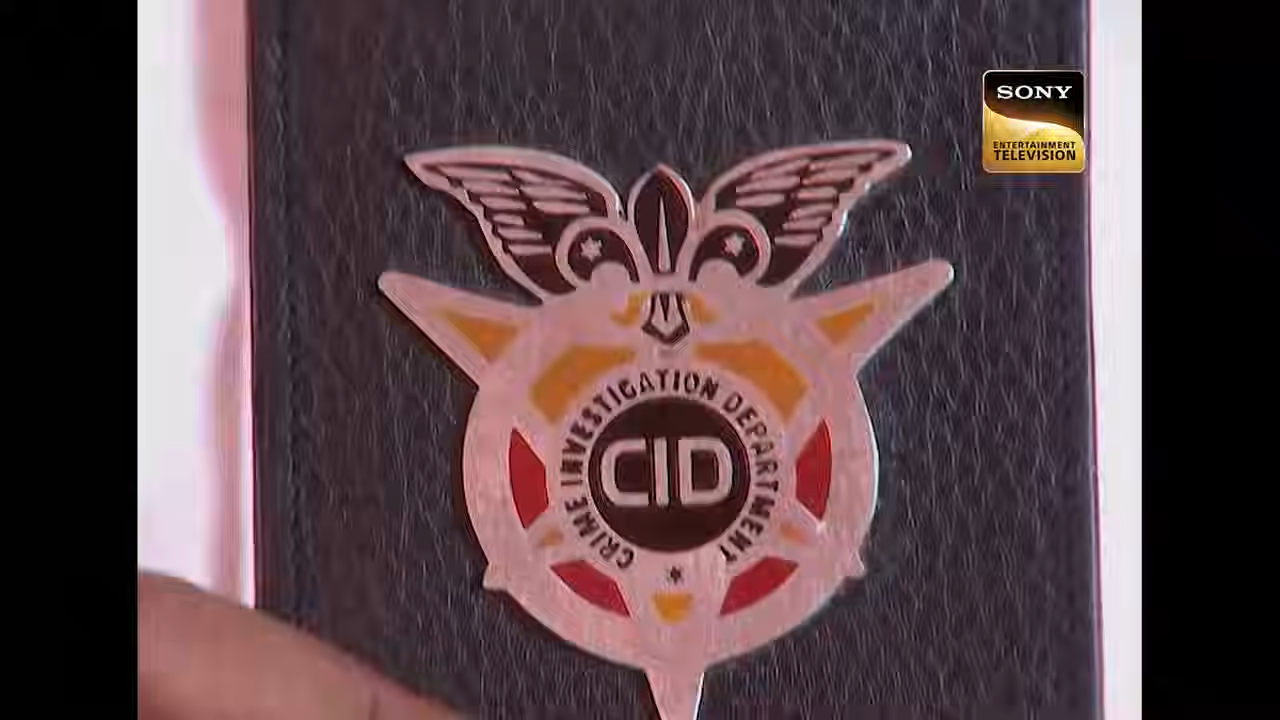 SONY
ENTERTAINMENT
TELEVISION
CRIME INVESTIGATION DEPARTMENT
CID